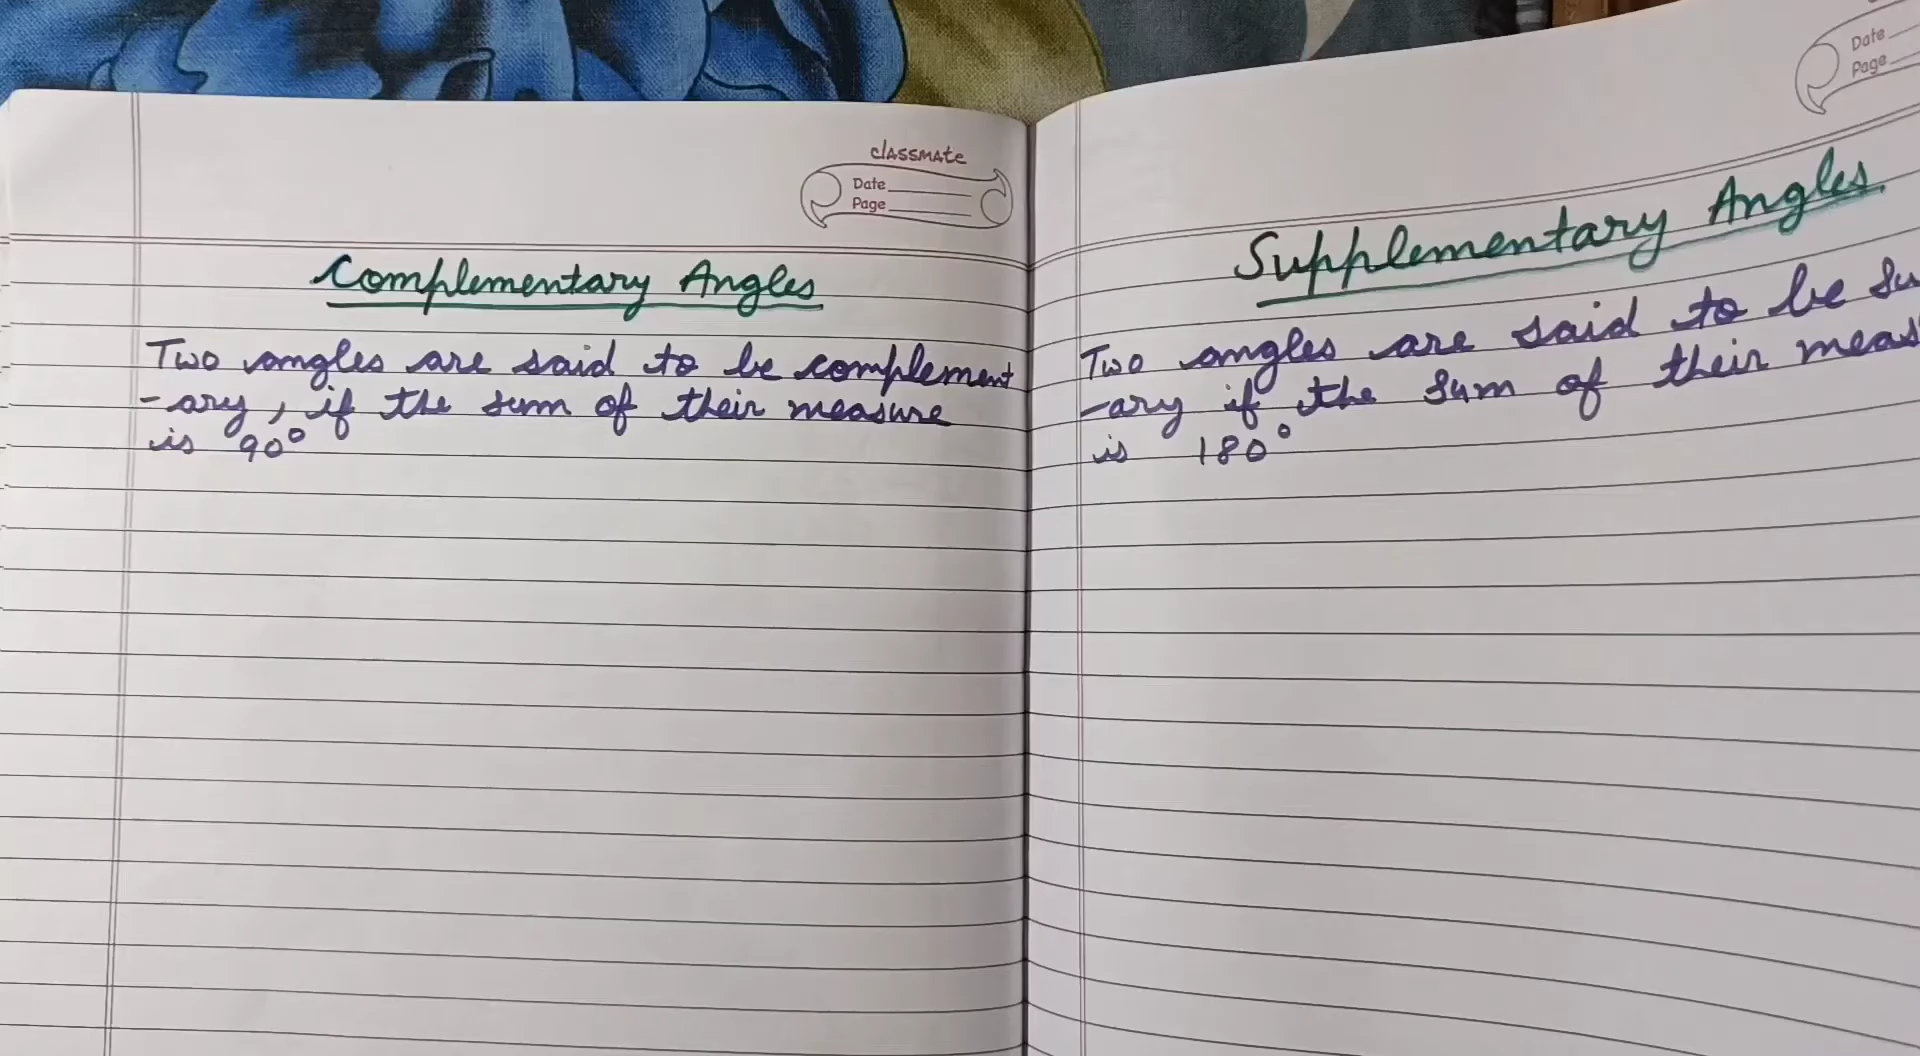 classmate
Date
Page
Complementary Angles
Two angles are said to be complement
-ary, if the sum of their measure
is 90°
Date
Page
Supplementary Angles.
Two angles are said to be Su
-ary if the Sum of their meas
is 180°